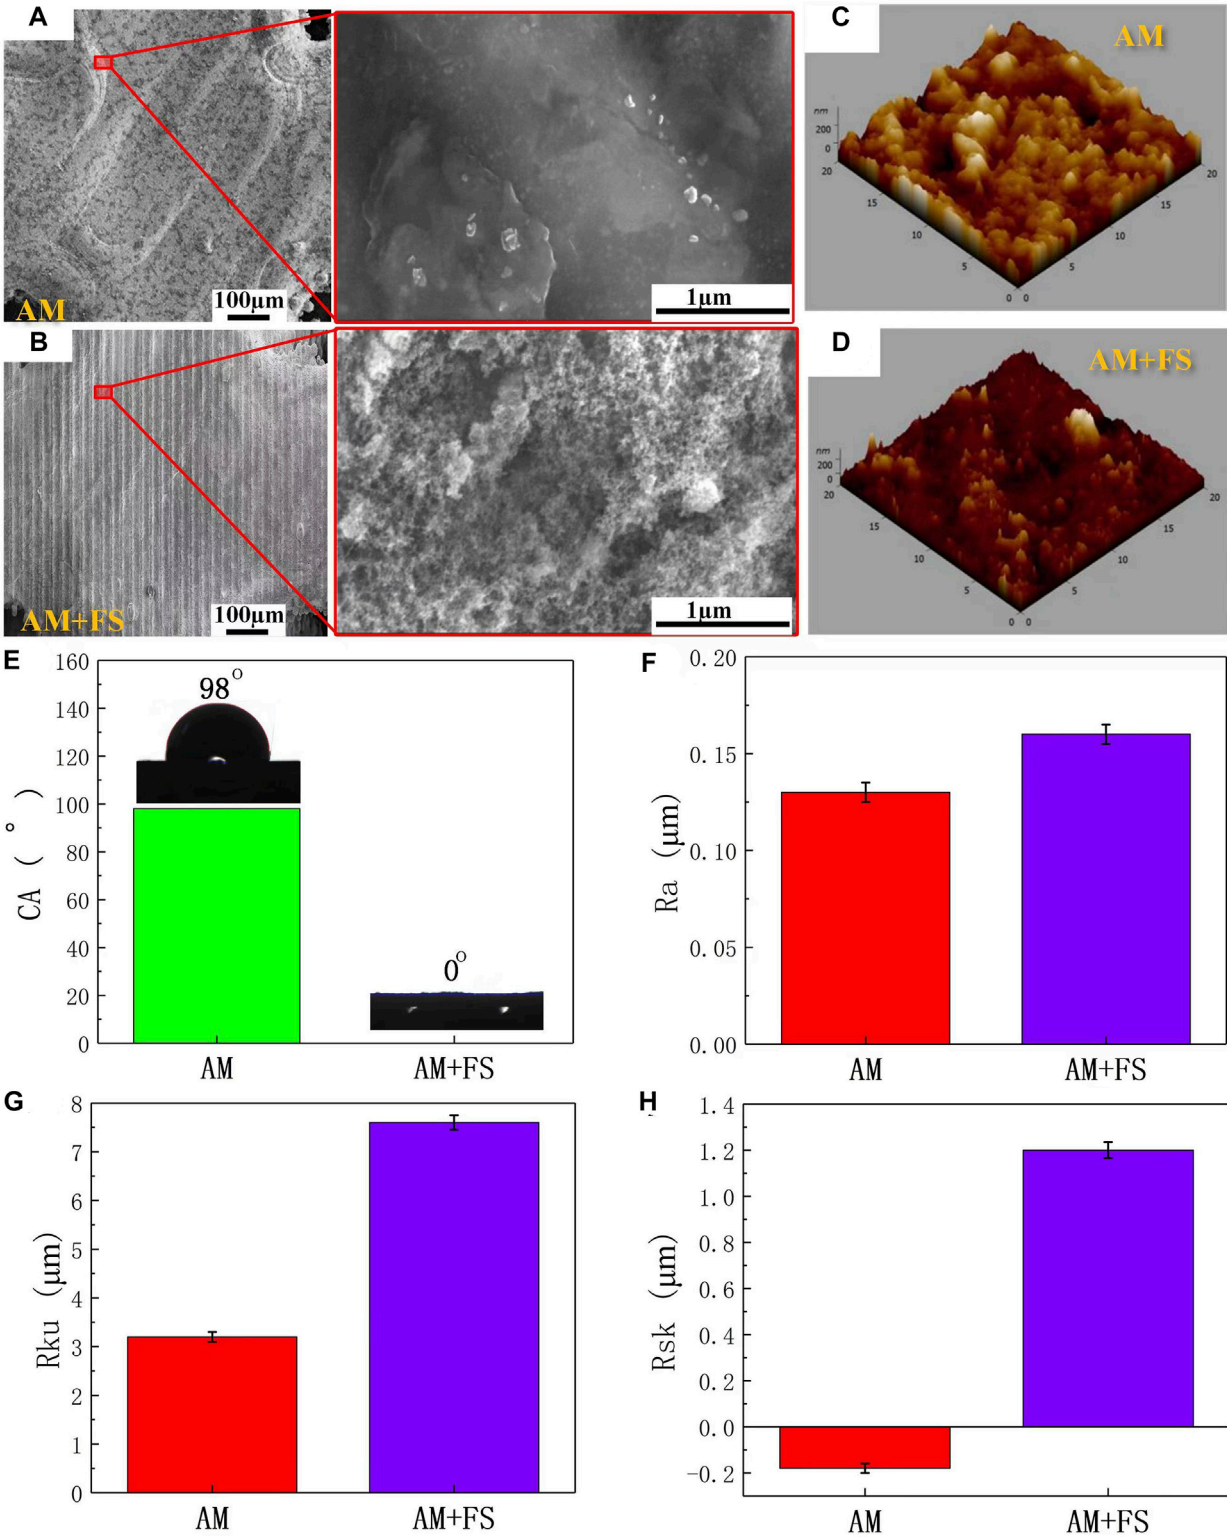 A
AM
100μm
1μm
C
AM
nm
200
0
20
15
10
5
0
0
5
10
15
20
B
AM+FS
100μm
1μm
D
AM+FS
nm
200
0
20
15
10
5
0
0
5
10
15
20
E
160
140
120
100
80
60
40
20
0
CA (°)
98°
0°
AM
AM+FS
F
0.20
0.15
0.10
0.05
0.00
Ra (μm)
AM
AM+FS
G
8
7
6
5
4
3
2
1
0
Rku (μm)
AM
AM+FS
H
1.4
1.2
1.0
0.8
0.6
0.4
0.2
0.0
-0.2
Rsk (μm)
AM
AM+FS